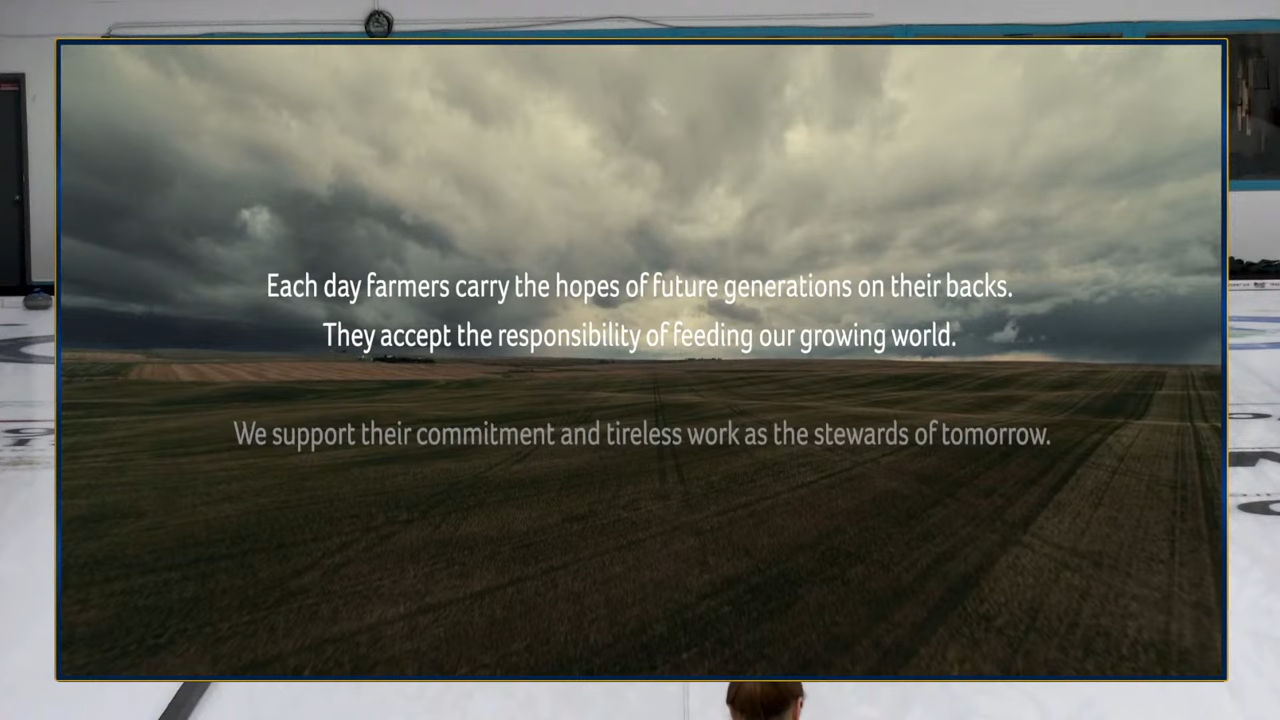 Each day farmers carry the hopes of future generations on their backs.
They accept the responsibility of feeding our growing world.
We support their commitment and tireless work as the stewards of tomorrow.